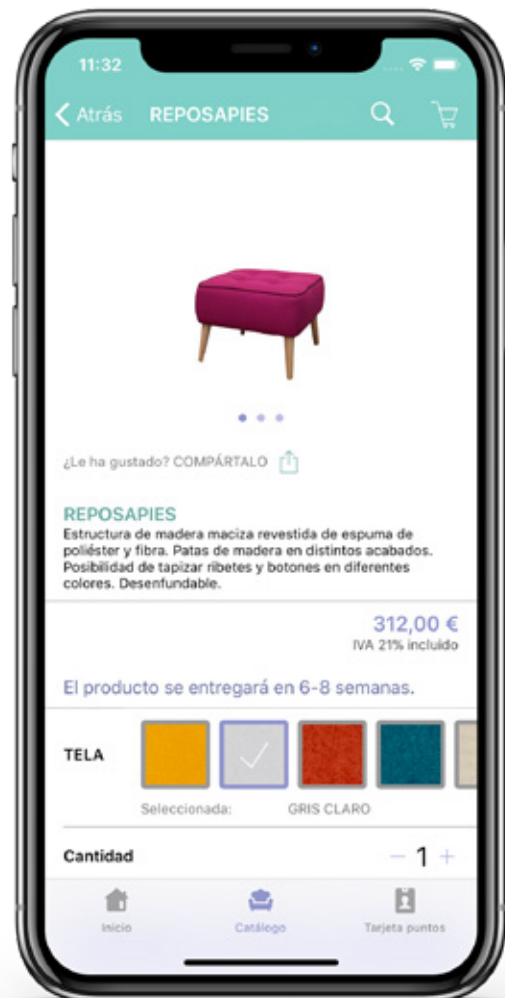 11:32
Atrás REPOSAPIES
¿Le ha gustado? COMPÁRTALO
REPOSAPIES
Estructura de madera maciza revestida de espuma de
poliéster y fibra. Patas de madera en distintos acabados.
Posibilidad de tapizar ribetes y botones en diferentes
colores. Desenfundable.
312,00 €
IVA 21% incluido
El producto se entregará en 6-8 semanas.
TELA
Seleccionada: GRIS CLARO
Cantidad − 1 +
Inicio Catálogo Tarjeta puntos